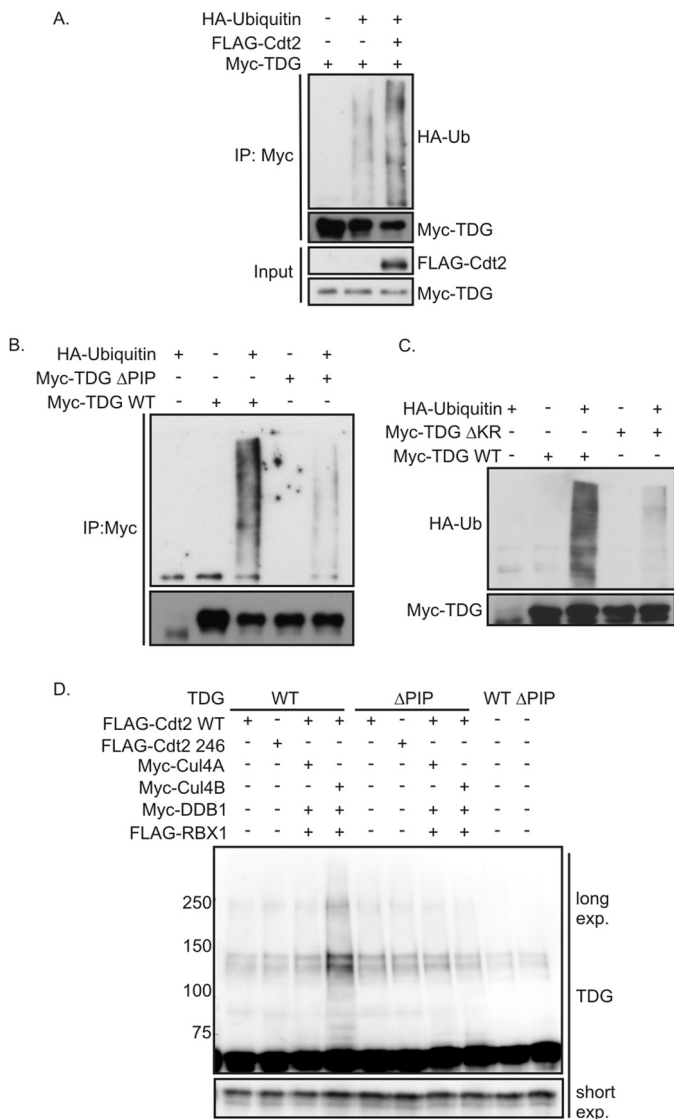 A.
HA-Ubiquitin - + +
FLAG-Cdt2 - - +
Myc-TDG + + +
IP: Myc
HA-Ub
Myc-TDG
Input
FLAG-Cdt2
Myc-TDG
B.
HA-Ubiquitin + - + - +
Myc-TDG ΔPIP - - - + +
Myc-TDG WT - + + - -
IP:Myc
C.
HA-Ubiquitin + - + - +
Myc-TDG ΔKR - - - + +
Myc-TDG WT - + + - -
HA-Ub
Myc-TDG
D.
TDG WT ΔPIP WT ΔPIP
FLAG-Cdt2 WT + - + + + - + + - -
FLAG-Cdt2 246 - + - - - + - - - -
Myc-Cul4A - - + - - - + - - -
Myc-Cul4B - - - + - - - + - -
Myc-DDB1 - - + + - - + + - -
FLAG-RBX1 - - + + - - + + - -
250
150
100
75
long
exp.
TDG
short
exp.